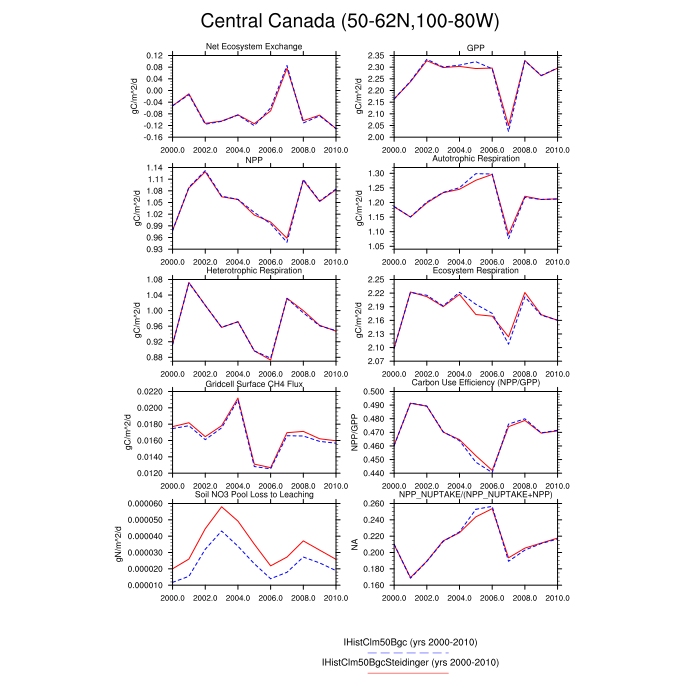 Central Canada (50-62N,100-80W)
Net Ecosystem Exchange
gC/m^2/d
0.12
0.08
0.04
0.00
-0.04
-0.08
-0.12
-0.16
2000.0 2002.0 2004.0 2006.0 2008.0 2010.0
GPP
gC/m^2/d
2.35
2.30
2.25
2.20
2.15
2.10
2.05
2.00
2000.0 2002.0 2004.0 2006.0 2008.0 2010.0
NPP
gC/m^2/d
1.14
1.11
1.08
1.05
1.02
0.99
0.96
0.93
2000.0 2002.0 2004.0 2006.0 2008.0 2010.0
Autotrophic Respiration
gC/m^2/d
1.30
1.25
1.20
1.15
1.10
1.05
2000.0 2002.0 2004.0 2006.0 2008.0 2010.0
Heterotrophic Respiration
gC/m^2/d
1.08
1.04
1.00
0.96
0.92
0.88
2000.0 2002.0 2004.0 2006.0 2008.0 2010.0
Ecosystem Respiration
gC/m^2/d
2.25
2.22
2.19
2.16
2.13
2.10
2.07
2000.0 2002.0 2004.0 2006.0 2008.0 2010.0
Gridcell Surface CH4 Flux
gC/m^2/d
0.0220
0.0200
0.0180
0.0160
0.0140
0.0120
2000.0 2002.0 2004.0 2006.0 2008.0 2010.0
Carbon Use Efficiency (NPP/GPP)
NPP/GPP
0.500
0.490
0.480
0.470
0.460
0.450
0.440
2000.0 2002.0 2004.0 2006.0 2008.0 2010.0
Soil NO3 Pool Loss to Leaching
gN/m^2/d
0.000060
0.000050
0.000040
0.000030
0.000020
0.000010
2000.0 2002.0 2004.0 2006.0 2008.0 2010.0
NPP_NUPTAKE/(NPP_NUPTAKE+NPP)
NA
0.260
0.240
0.220
0.200
0.180
0.160
2000.0 2002.0 2004.0 2006.0 2008.0 2010.0
IHistClm50Bgc (yrs 2000-2010)
IHistClm50BgcSteidinger (yrs 2000-2010)